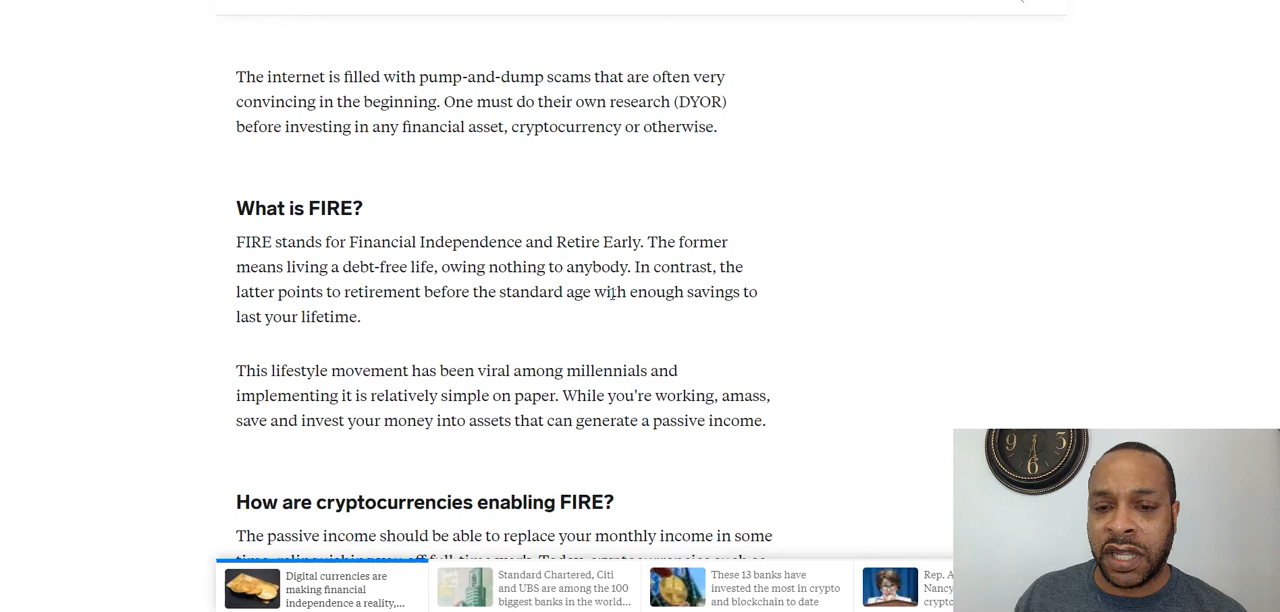 The internet is filled with pump-and-dump scams that are often very
convincing in the beginning. One must do their own research (DYOR)
before investing in any financial asset, cryptocurrency or otherwise.
What is FIRE?
FIRE stands for Financial Independence and Retire Early. The former
means living a debt-free life, owing nothing to anybody. In contrast, the
latter points to retirement before the standard age with enough savings to
last your lifetime.
This lifestyle movement has been viral among millennials and
implementing it is relatively simple on paper. While you're working, amass,
save and invest your money into assets that can generate a passive income.
How are cryptocurrencies enabling FIRE?
The passive income should be able to replace your monthly income in some
Digital currencies are
making financial
independence a reality,...
Standard Chartered, Citi
and UBS are among the 100
biggest banks in the world...
These 13 banks have
invested the most in crypto
and blockchain to date
Rep. A
Nancy
crypto
9 3
6